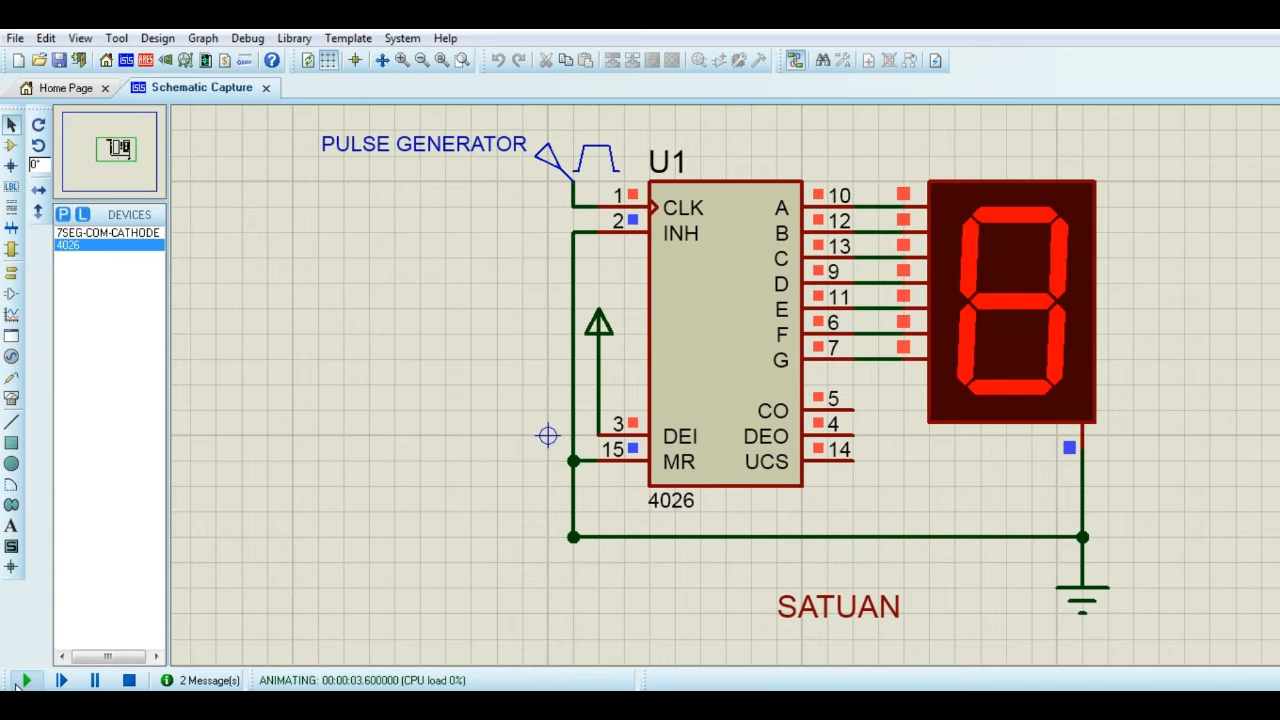 File Edit View Tool Design Graph Debug Library Template System Help
Home Page
Schematic Capture
0°
P L DEVICES
7SEG-COM-CATHODE
4026
PULSE GENERATOR
U1
1 CLK
2 INH
3 DEI
15 MR
A 10
B 12
C 13
D 9
E 11
F 6
G 7
CO 5
DEO 4
UCS 14
4026
8
SATUAN
2 Message(s)
ANIMATING: 00:00:03.600000 (CPU load 0%)